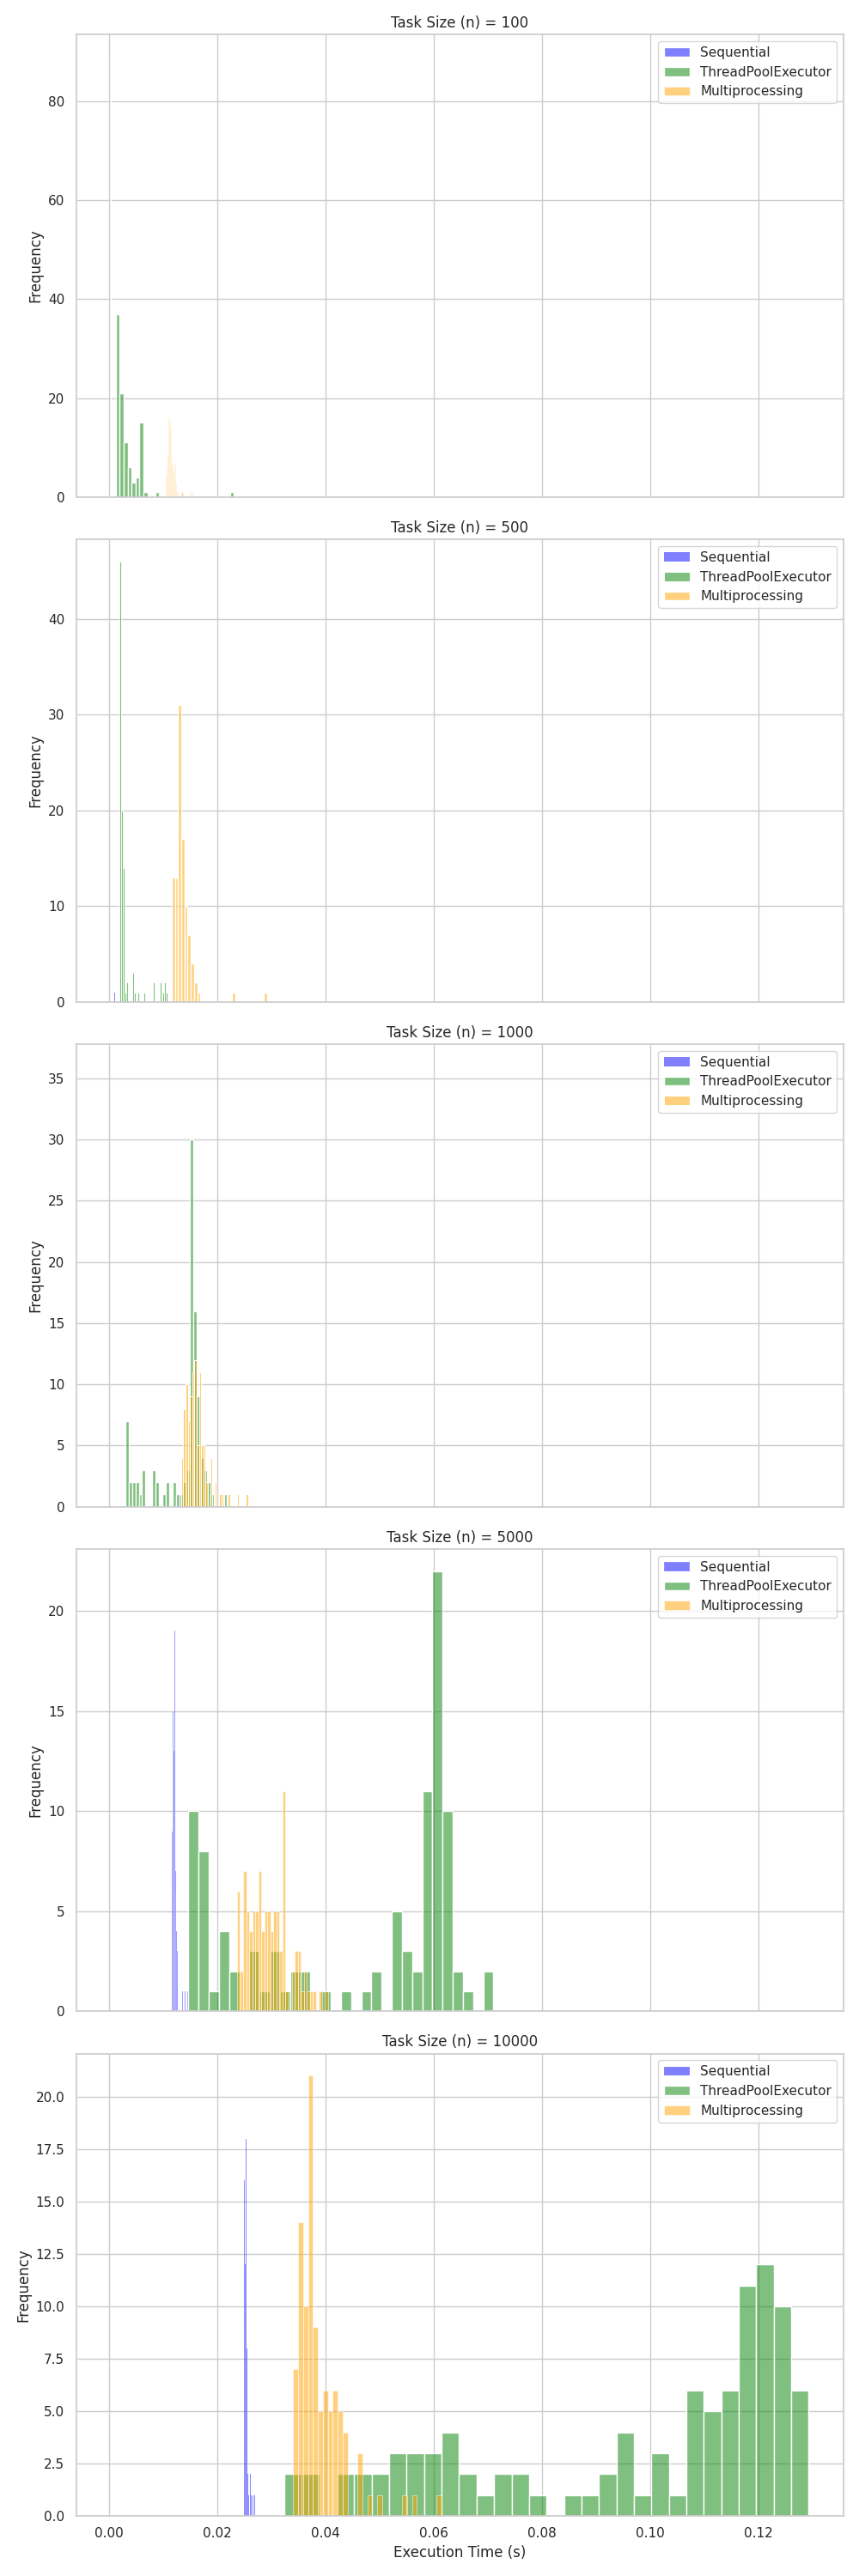 Task Size (n) = 100
Sequential
ThreadPoolExecutor
Multiprocessing
Frequency
80
60
40
20
0
Task Size (n) = 500
Sequential
ThreadPoolExecutor
Multiprocessing
Frequency
40
30
20
10
0
Task Size (n) = 1000
Sequential
ThreadPoolExecutor
Multiprocessing
Frequency
35
30
25
20
15
10
5
0
Task Size (n) = 5000
Sequential
ThreadPoolExecutor
Multiprocessing
Frequency
20
15
10
5
0
Task Size (n) = 10000
Sequential
ThreadPoolExecutor
Multiprocessing
Frequency
20.0
17.5
15.0
12.5
10.0
7.5
5.0
2.5
0.0
0.00 0.02 0.04 0.06 0.08 0.10 0.12
Execution Time (s)